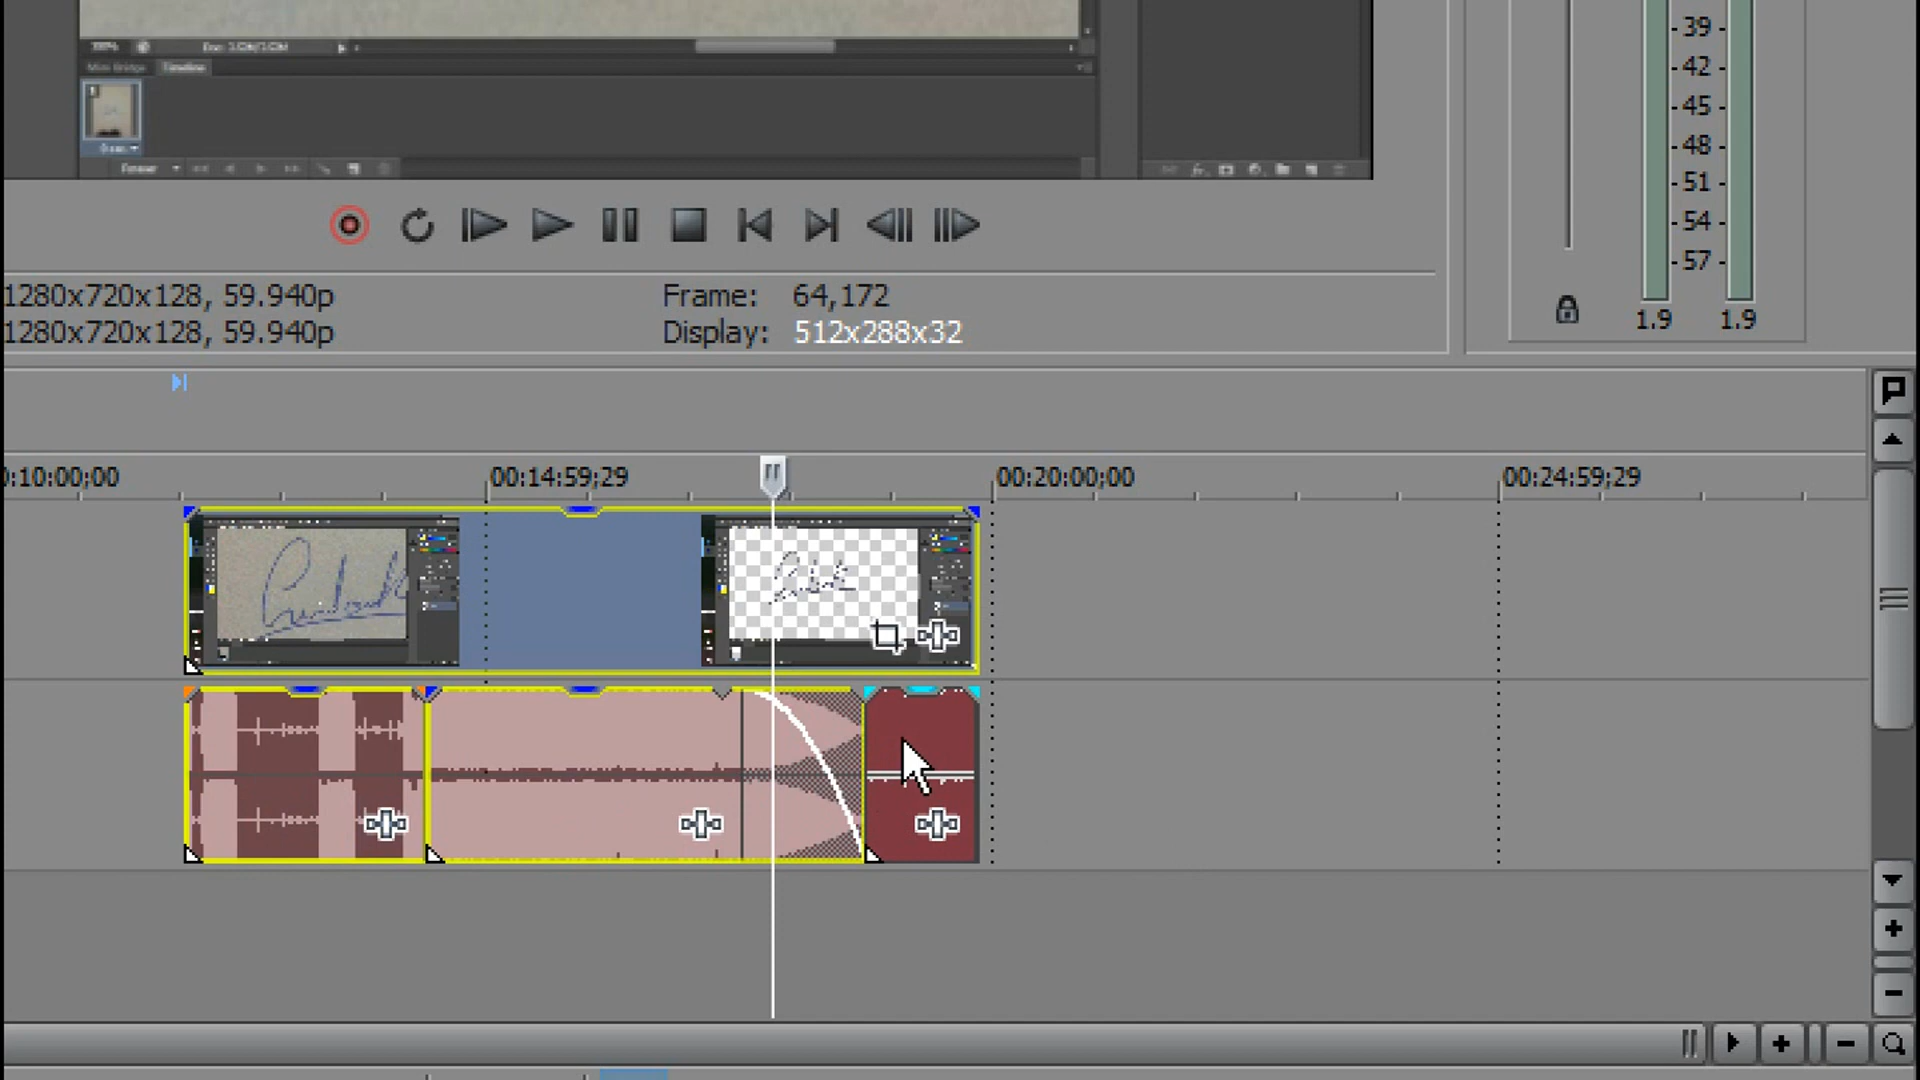 39
42
45
48
51
54
57
Timeline
1.9 1.9
1280x720x128, 59.940p
Frame: 64,172
1280x720x128, 59.940p
Display: 512x288x32
0:10:00:00
00:14:59;29
00:20:00;00
00:24:59;29